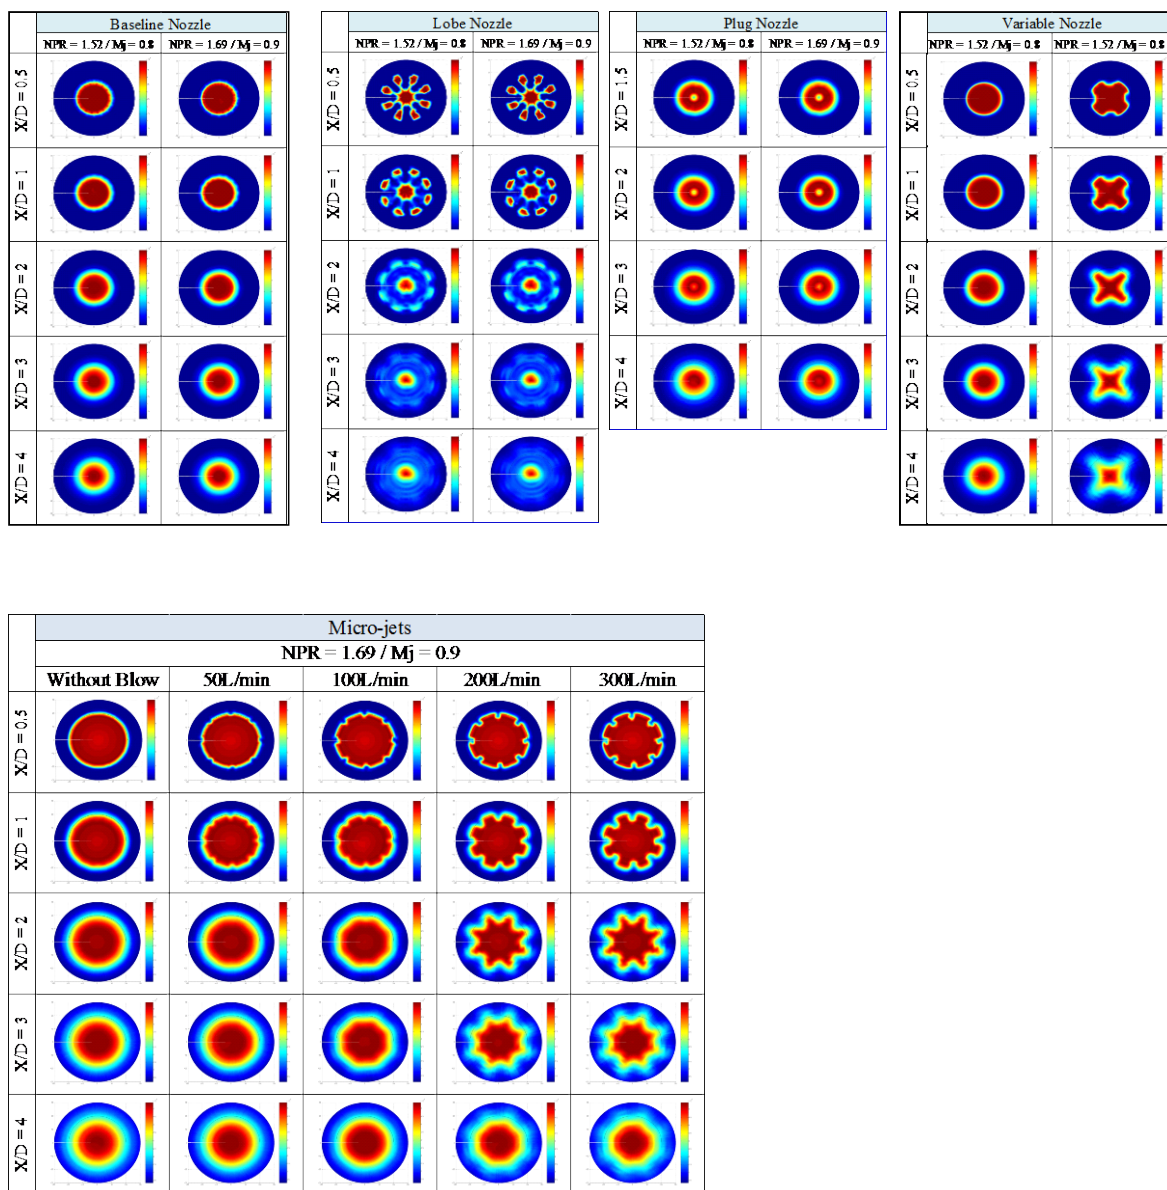 Baseline Nozzle
NPR = 1.52 / Mj = 0.8 NPR = 1.69 / Mj = 0.9
X/D = 0.5
X/D = 1
X/D = 2
X/D = 3
X/D = 4
Lobe Nozzle
NPR = 1.52 / Mj = 0.8 NPR = 1.69 / Mj = 0.9
X/D = 0.5
X/D = 1
X/D = 2
X/D = 3
X/D = 4
Plug Nozzle
NPR = 1.52 / Mj = 0.8 NPR = 1.69 / Mj = 0.9
X/D = 1.5
X/D = 2
X/D = 3
X/D = 4
Variable Nozzle
NPR = 1.52 / Mj = 0.8 NPR = 1.52 / Mj = 0.8
X/D = 0.5
X/D = 1
X/D = 2
X/D = 3
X/D = 4
Micro-jets
NPR = 1.69 / Mj = 0.9
Without Blow 50L/min 100L/min 200L/min 300L/min
X/D = 0.5
X/D = 1
X/D = 2
X/D = 3
X/D = 4